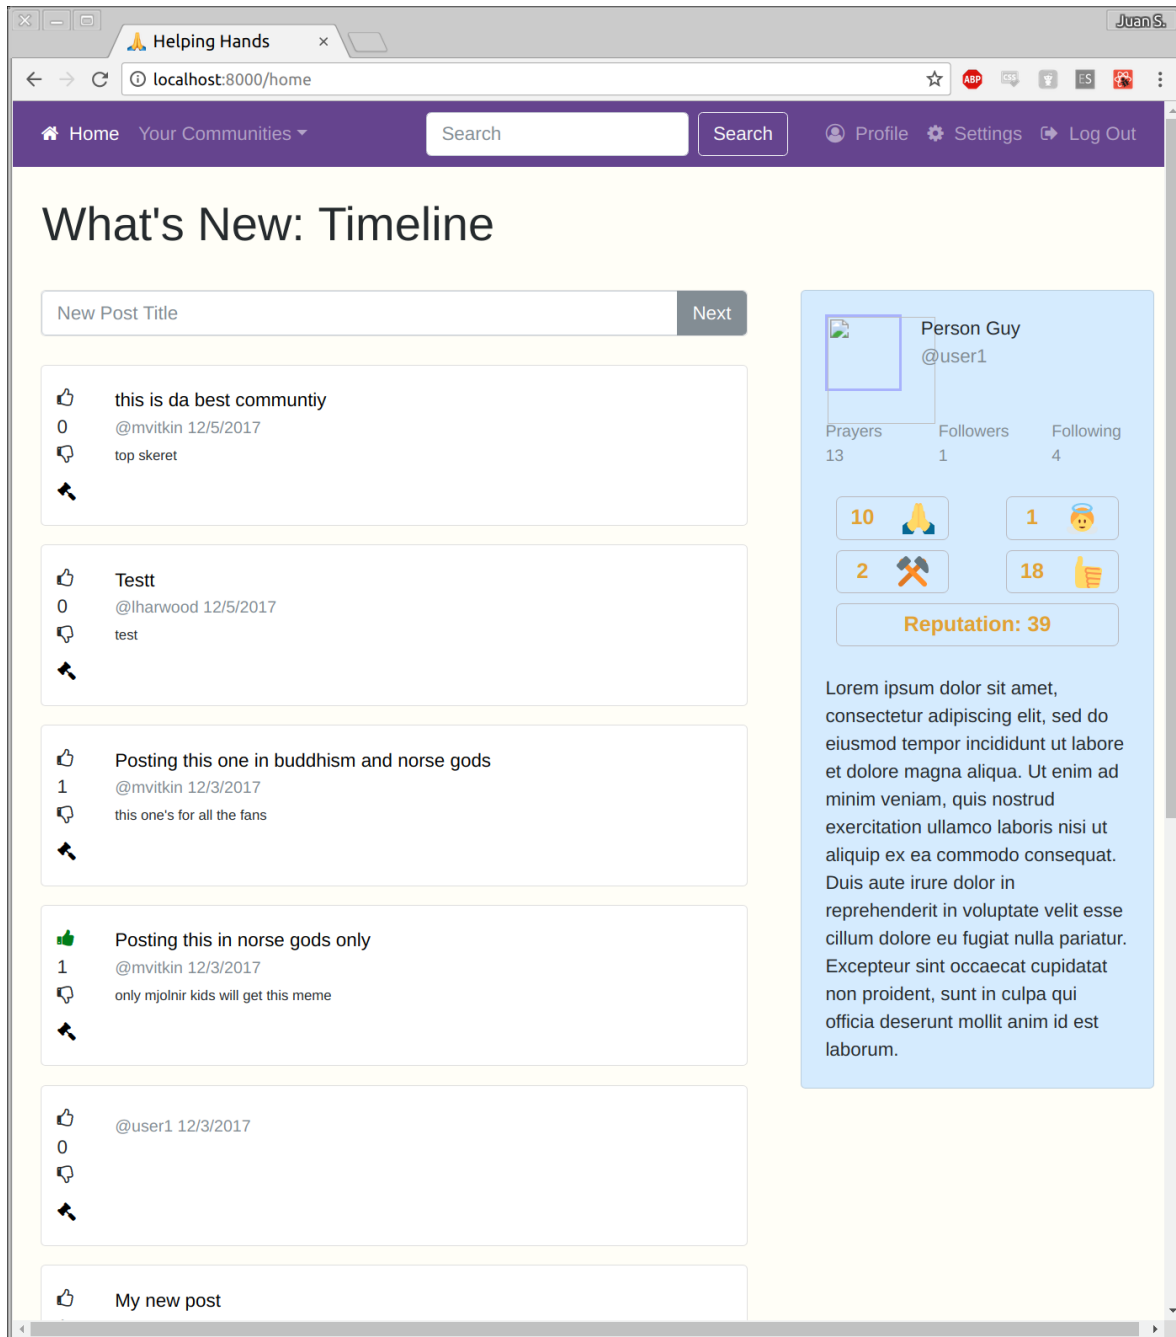 Juan S.
Helping Hands
localhost:8000/home
ABP
CSS
ES
Home Your Communities
Search
Search
Profile Settings Log Out
What's New: Timeline
New Post Title
Next
this is da best communtiy
0
@mvitkin 12/5/2017
top skeret
Testt
0
@lharwood 12/5/2017
test
Posting this one in buddhism and norse gods
1
@mvitkin 12/3/2017
this one's for all the fans
Posting this in norse gods only
1
@mvitkin 12/3/2017
only mjolnir kids will get this meme
@user1 12/3/2017
0
My new post
Person Guy
@user1
Prayers Followers Following
13 1 4
10 1
2 18
Reputation: 39
Lorem ipsum dolor sit amet,
consectetur adipiscing elit, sed do
eiusmod tempor incididunt ut labore
et dolore magna aliqua. Ut enim ad
minim veniam, quis nostrud
exercitation ullamco laboris nisi ut
aliquip ex ea commodo consequat.
Duis aute irure dolor in
reprehenderit in voluptate velit esse
cillum dolore eu fugiat nulla pariatur.
Excepteur sint occaecat cupidatat
non proident, sunt in culpa qui
officia deserunt mollit anim id est
laborum.